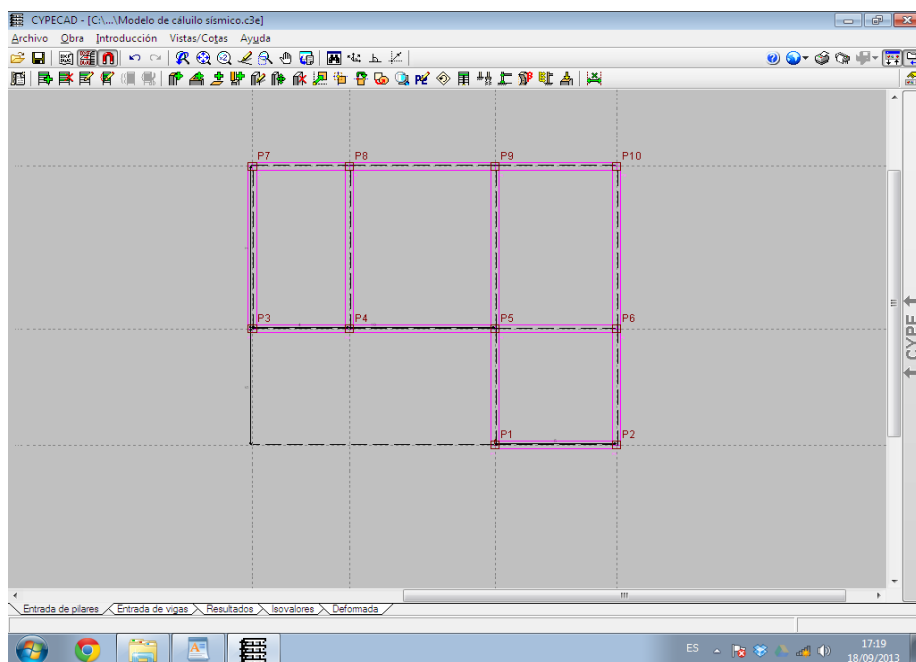 CYPECAD - [C:\...\Modelo de cáluilo sísmico.c3e]
Archivo Obra Introducción Vistas/Cotas Ayuda
P7 P8 P9 P10
P3 P4 P5 P6
P1 P2
CYPE
Entrada de pilares Entrada de vigas Resultados Isovalores Deformada
ES 17:19
18/09/2013